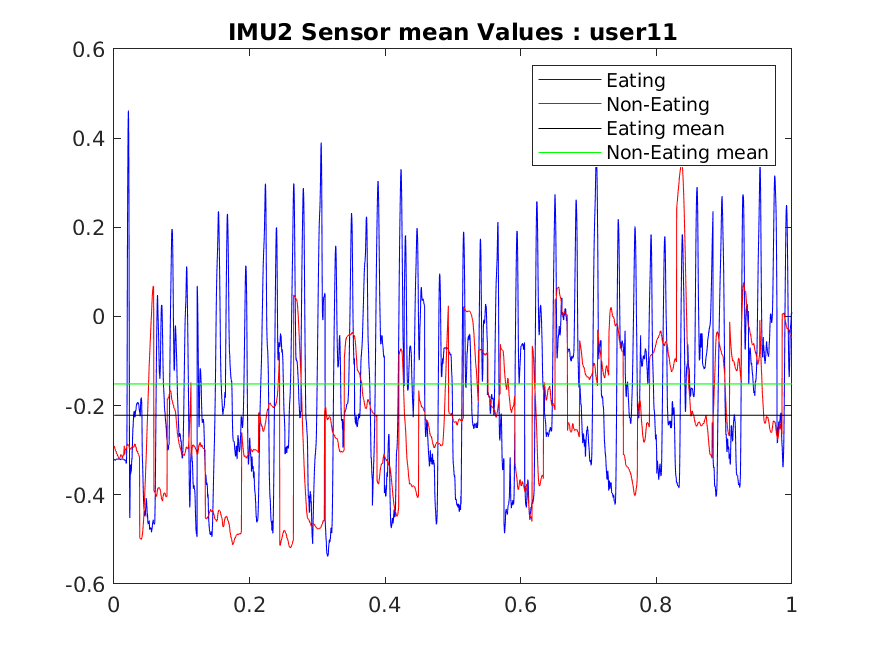 IMU2 Sensor mean Values : user11
0.6
0.4
0.2
0
-0.2
-0.4
-0.6
Eating
Non-Eating
Eating mean
Non-Eating mean
0 0.2 0.4 0.6 0.8 1